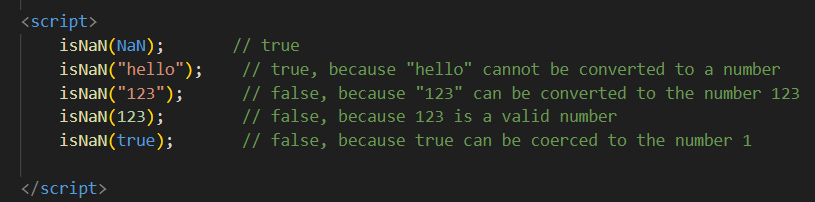 <script>
isNaN(NaN);        // true
isNaN("hello");     // true, because "hello" cannot be converted to a number
isNaN("123");       // false, because "123" can be converted to the number 123
isNaN(123);         // false, because 123 is a valid number
isNaN(true);        // false, because true can be coerced to the number 1
</script>